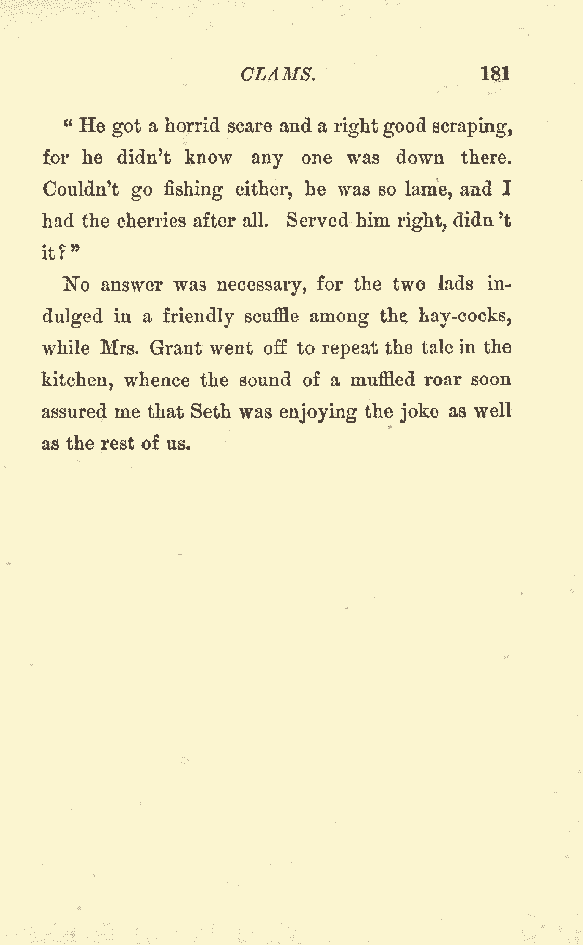 CLAMS. 181
“He got a horrid scare and a right good scraping,
for he didn’t know any one was down there.
Couldn’t go fishing either, he was so lame, and I
had the cherries after all. Served him right, didn’t
it?”
No answer was necessary, for the two lads in-
dulged in a friendly scuffle among the hay-cocks,
while Mrs. Grant went off to repeat the tale in the
kitchen, whence the sound of a muffled roar soon
assured me that Seth was enjoying the joke as well
as the rest of us.